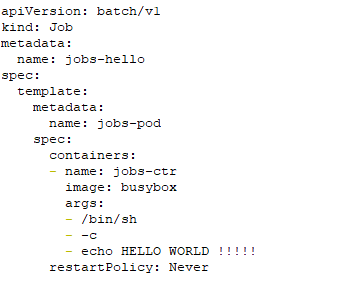 apiVersion: batch/v1
kind: Job
metadata:
  name: jobs-hello
spec:
  template:
    metadata:
      name: jobs-pod
    spec:
      containers:
      - name: jobs-ctr
        image: busybox
        args:
        - /bin/sh
        - -c
        - echo HELLO WORLD !!!!!
      restartPolicy: Never